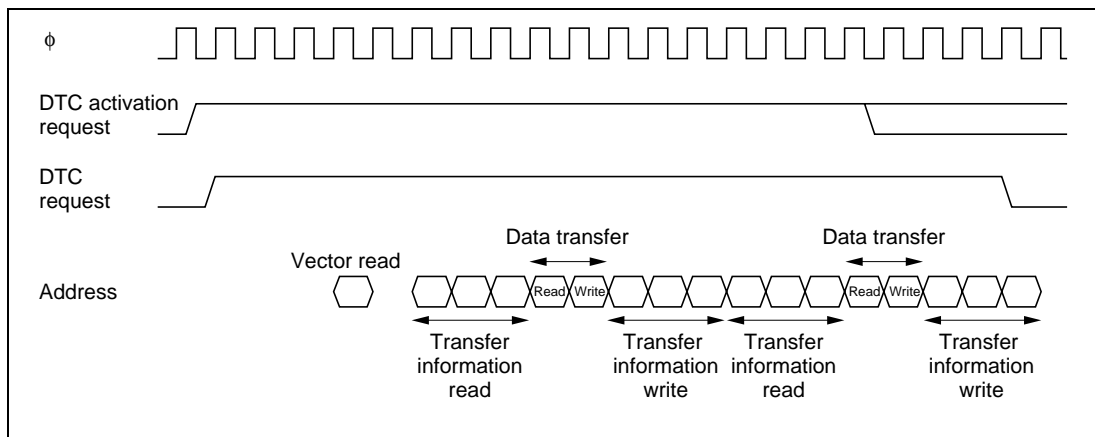 ϕ
DTC activation
request
DTC
request
Data transfer
Data transfer
Vector read
Address
Read
Write
Read
Write
Transfer
information
read
Transfer
information
write
Transfer
information
read
Transfer
information
write